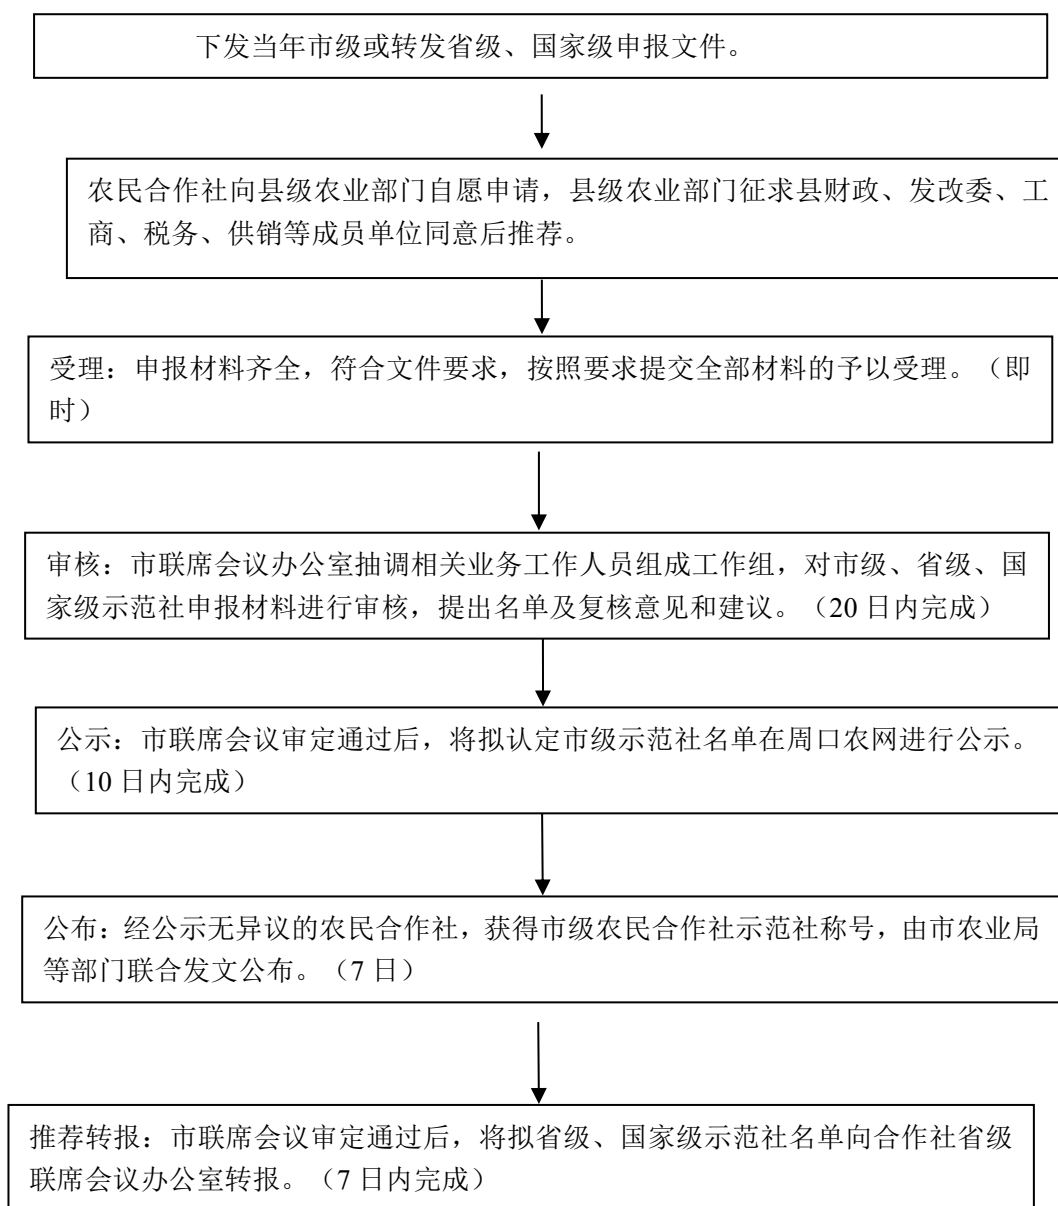 下发当年市级或转发省级、国家级申报文件。
农民合作社向县级农业部门自愿申请，县级农业部门征求县财政、发改委、工
商、税务、供销等成员单位同意后推荐。
受理：申报材料齐全，符合文件要求，按照要求提交全部材料的予以受理。（即
时）
审核：市联席会议办公室抽调相关业务工作人员组成工作组，对市级、省级、国
家级示范社申报材料进行审核，提出名单及复核意见和建议。（20 日内完成）
公示：市联席会议审定通过后，将拟认定市级示范社名单在周口农网进行公示。
（10 日内完成）
公布：经公示无异议的农民合作社，获得市级农民合作社示范社称号，由市农业局
等部门联合发文公布。（7 日）
推荐转报：市联席会议审定通过后，将拟省级、国家级示范社名单向合作社省级
联席会议办公室转报。（7 日内完成）